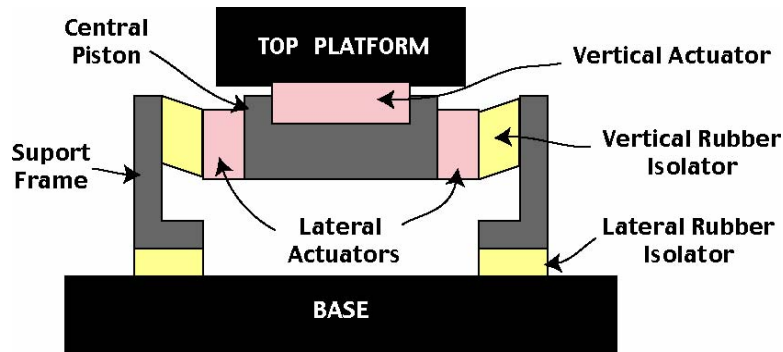 Central
Piston
TOP PLATFORM
Vertical Actuator
Suport
Frame
Vertical Rubber
Isolator
Lateral
Actuators
Lateral Rubber
Isolator
BASE